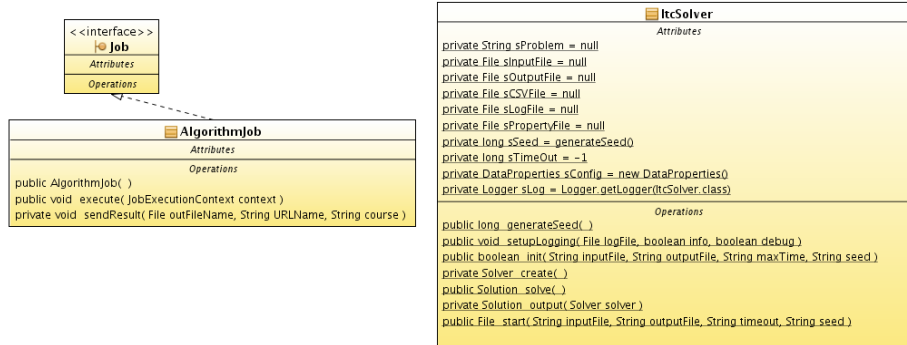 <<interface>>
Job
Attributes
Operations
AlgorithmJob
Attributes
Operations
public AlgorithmJob( )
public void execute( JobExecutionContext context )
private void sendResult( File outFileName, String URLName, String course )
ItcSolver
Attributes
private String sProblem = null
private File sInputFile = null
private File sOutputFile = null
private File sCSVFile = null
private File sLogFile = null
private File sPropertyFile = null
private long sSeed = generateSeed()
private long sTimeOut = -1
private DataProperties sConfig = new DataProperties()
private Logger sLog = Logger.getLogger(ItcSolver.class)
Operations
public long generateSeed( )
public void setupLogging( File logFile, boolean info, boolean debug )
public boolean init( String inputFile, String outputFile, String maxTime, String seed )
private Solver create( )
public Solution solve( )
private Solution output( Solver solver )
public File start( String inputFile, String outputFile, String timeout, String seed )